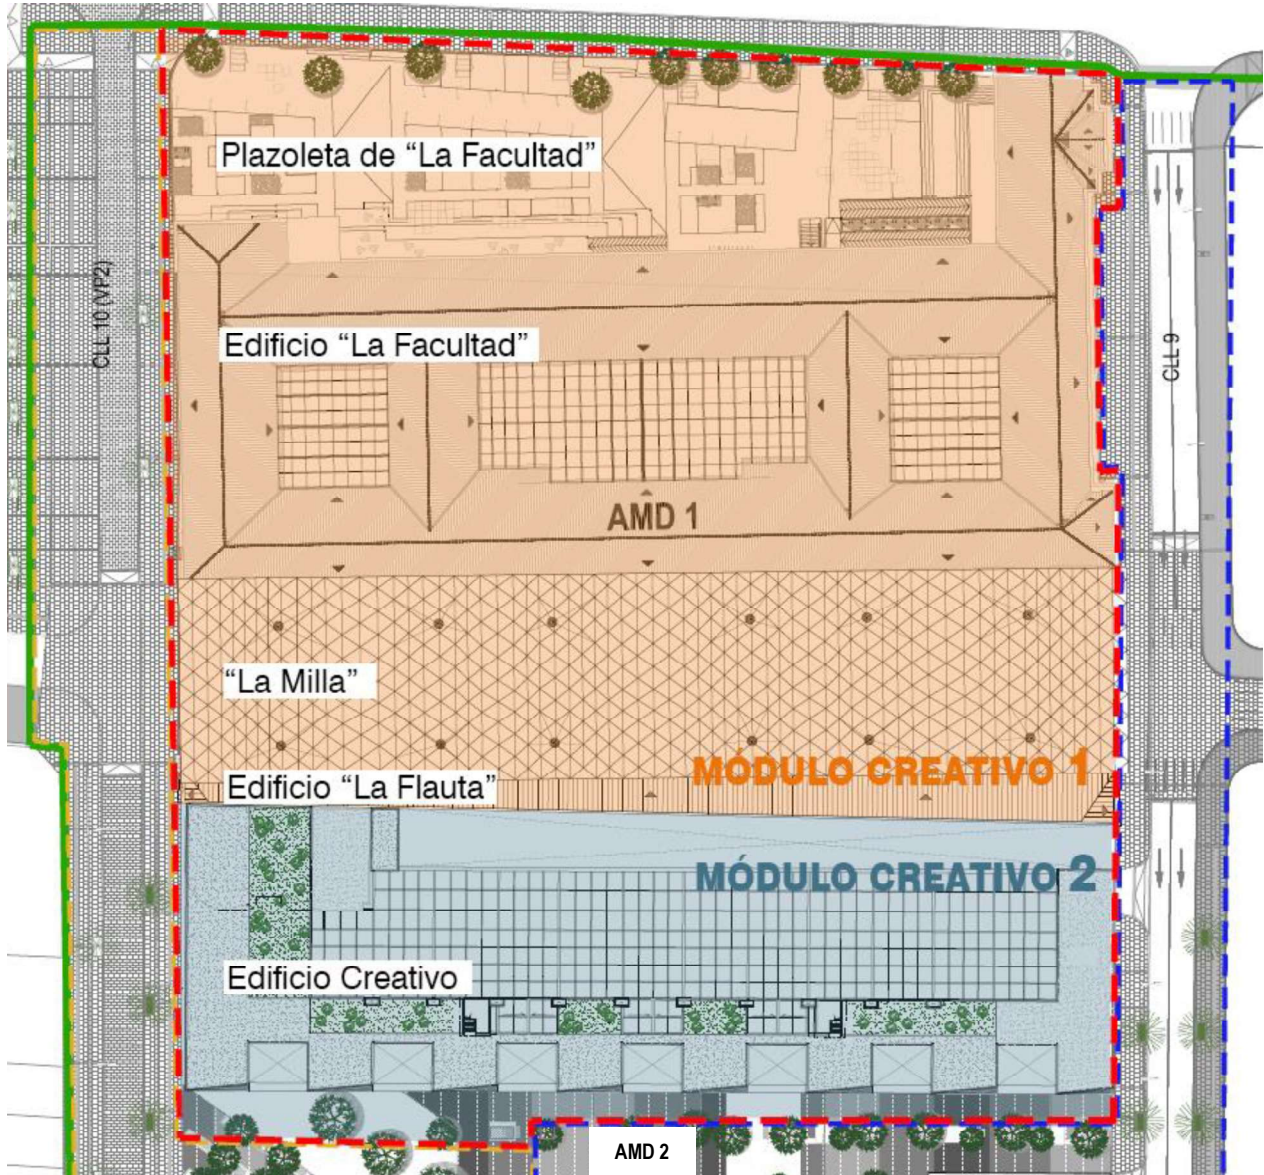 Plazoleta de “La Facultad”
CLL 10 (VP2)
Edificio “La Facultad”
CLL 9
AMD 1
“La Milla”
MÓDULO CREATIVO 1
Edificio “La Flauta”
MÓDULO CREATIVO 2
Edificio Creativo
AMD 2